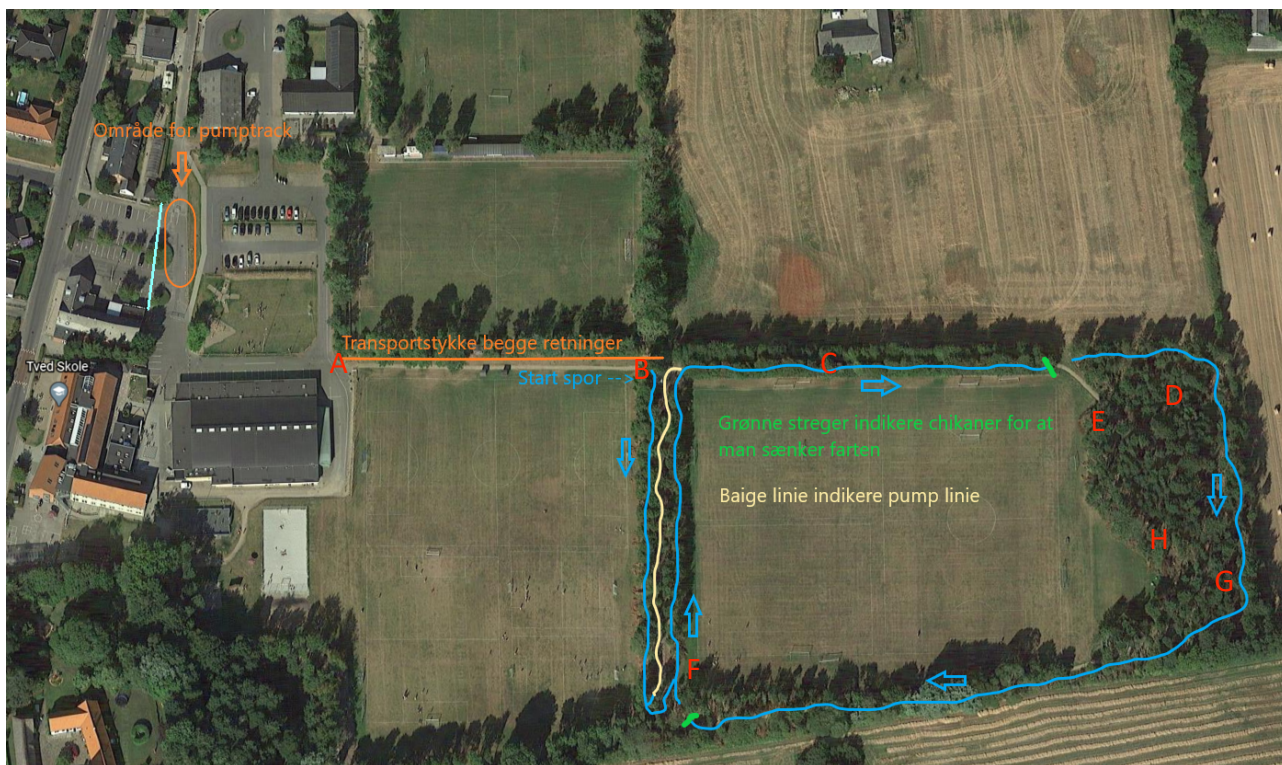 Område for pumptrack
Transportstykke begge retninger
A
B
C
Tved Skole
Start spor -->
D
Grønne streger indikere chikaner for at
man sænker farten
E
Baige linie indikere pump linie
H
G
F